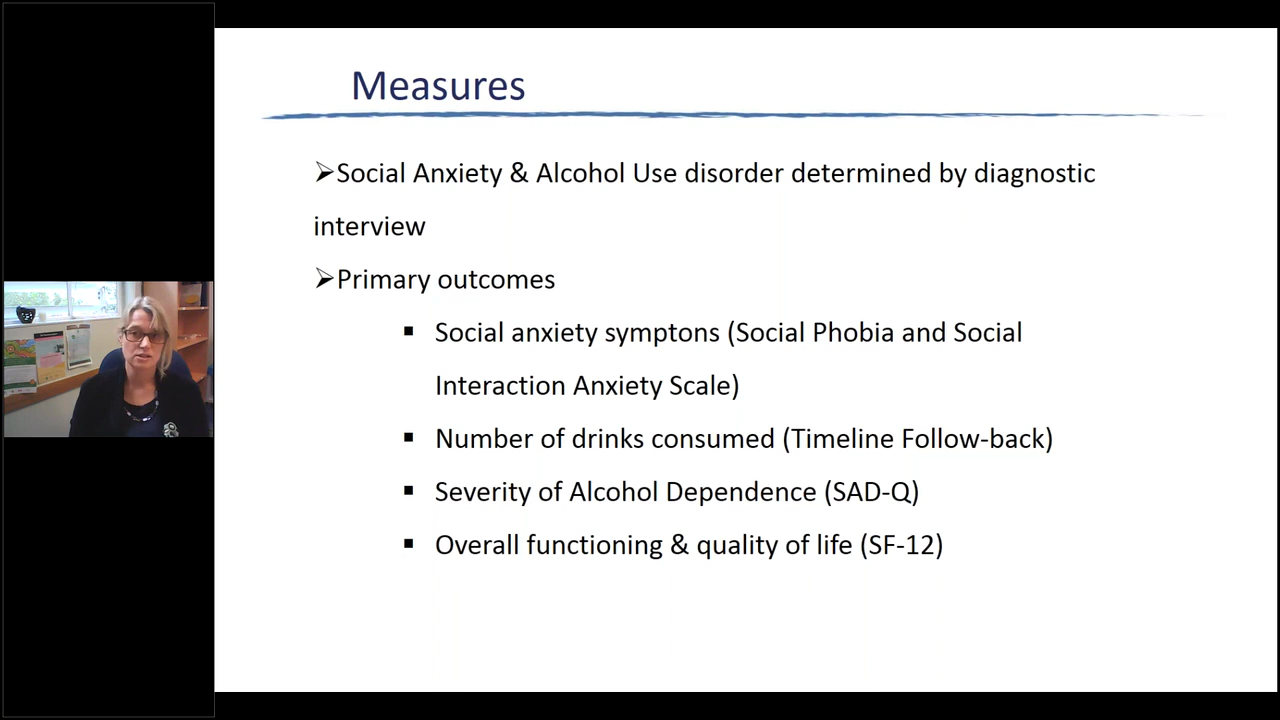 Measures
➢Social Anxiety & Alcohol Use disorder determined by diagnostic
interview
➢Primary outcomes
▪ Social anxiety symptons (Social Phobia and Social
Interaction Anxiety Scale)
▪ Number of drinks consumed (Timeline Follow-back)
▪ Severity of Alcohol Dependence (SAD-Q)
▪ Overall functioning & quality of life (SF-12)